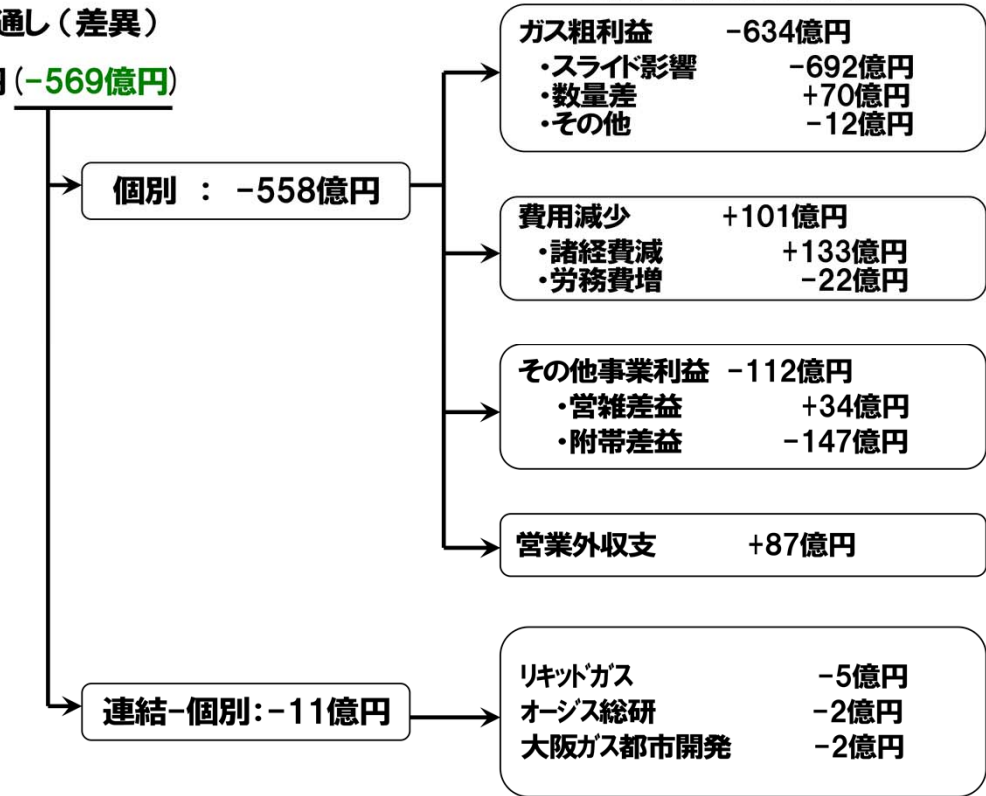 通し（差異）
円(-569億円)
個別 ： -558億円
ガス粗利益 -634億円
・スライド影響 -692億円
・数量差 +70億円
・その他 -12億円
費用減少 +101億円
・諸経費減 +133億円
・労務費増 -22億円
その他事業利益 -112億円
・営雑差益 +34億円
・附帯差益 -147億円
営業外収支 +87億円
連結-個別：-11億円
リキッドガス -5億円
オージス総研 -2億円
大阪ガス都市開発 -2億円